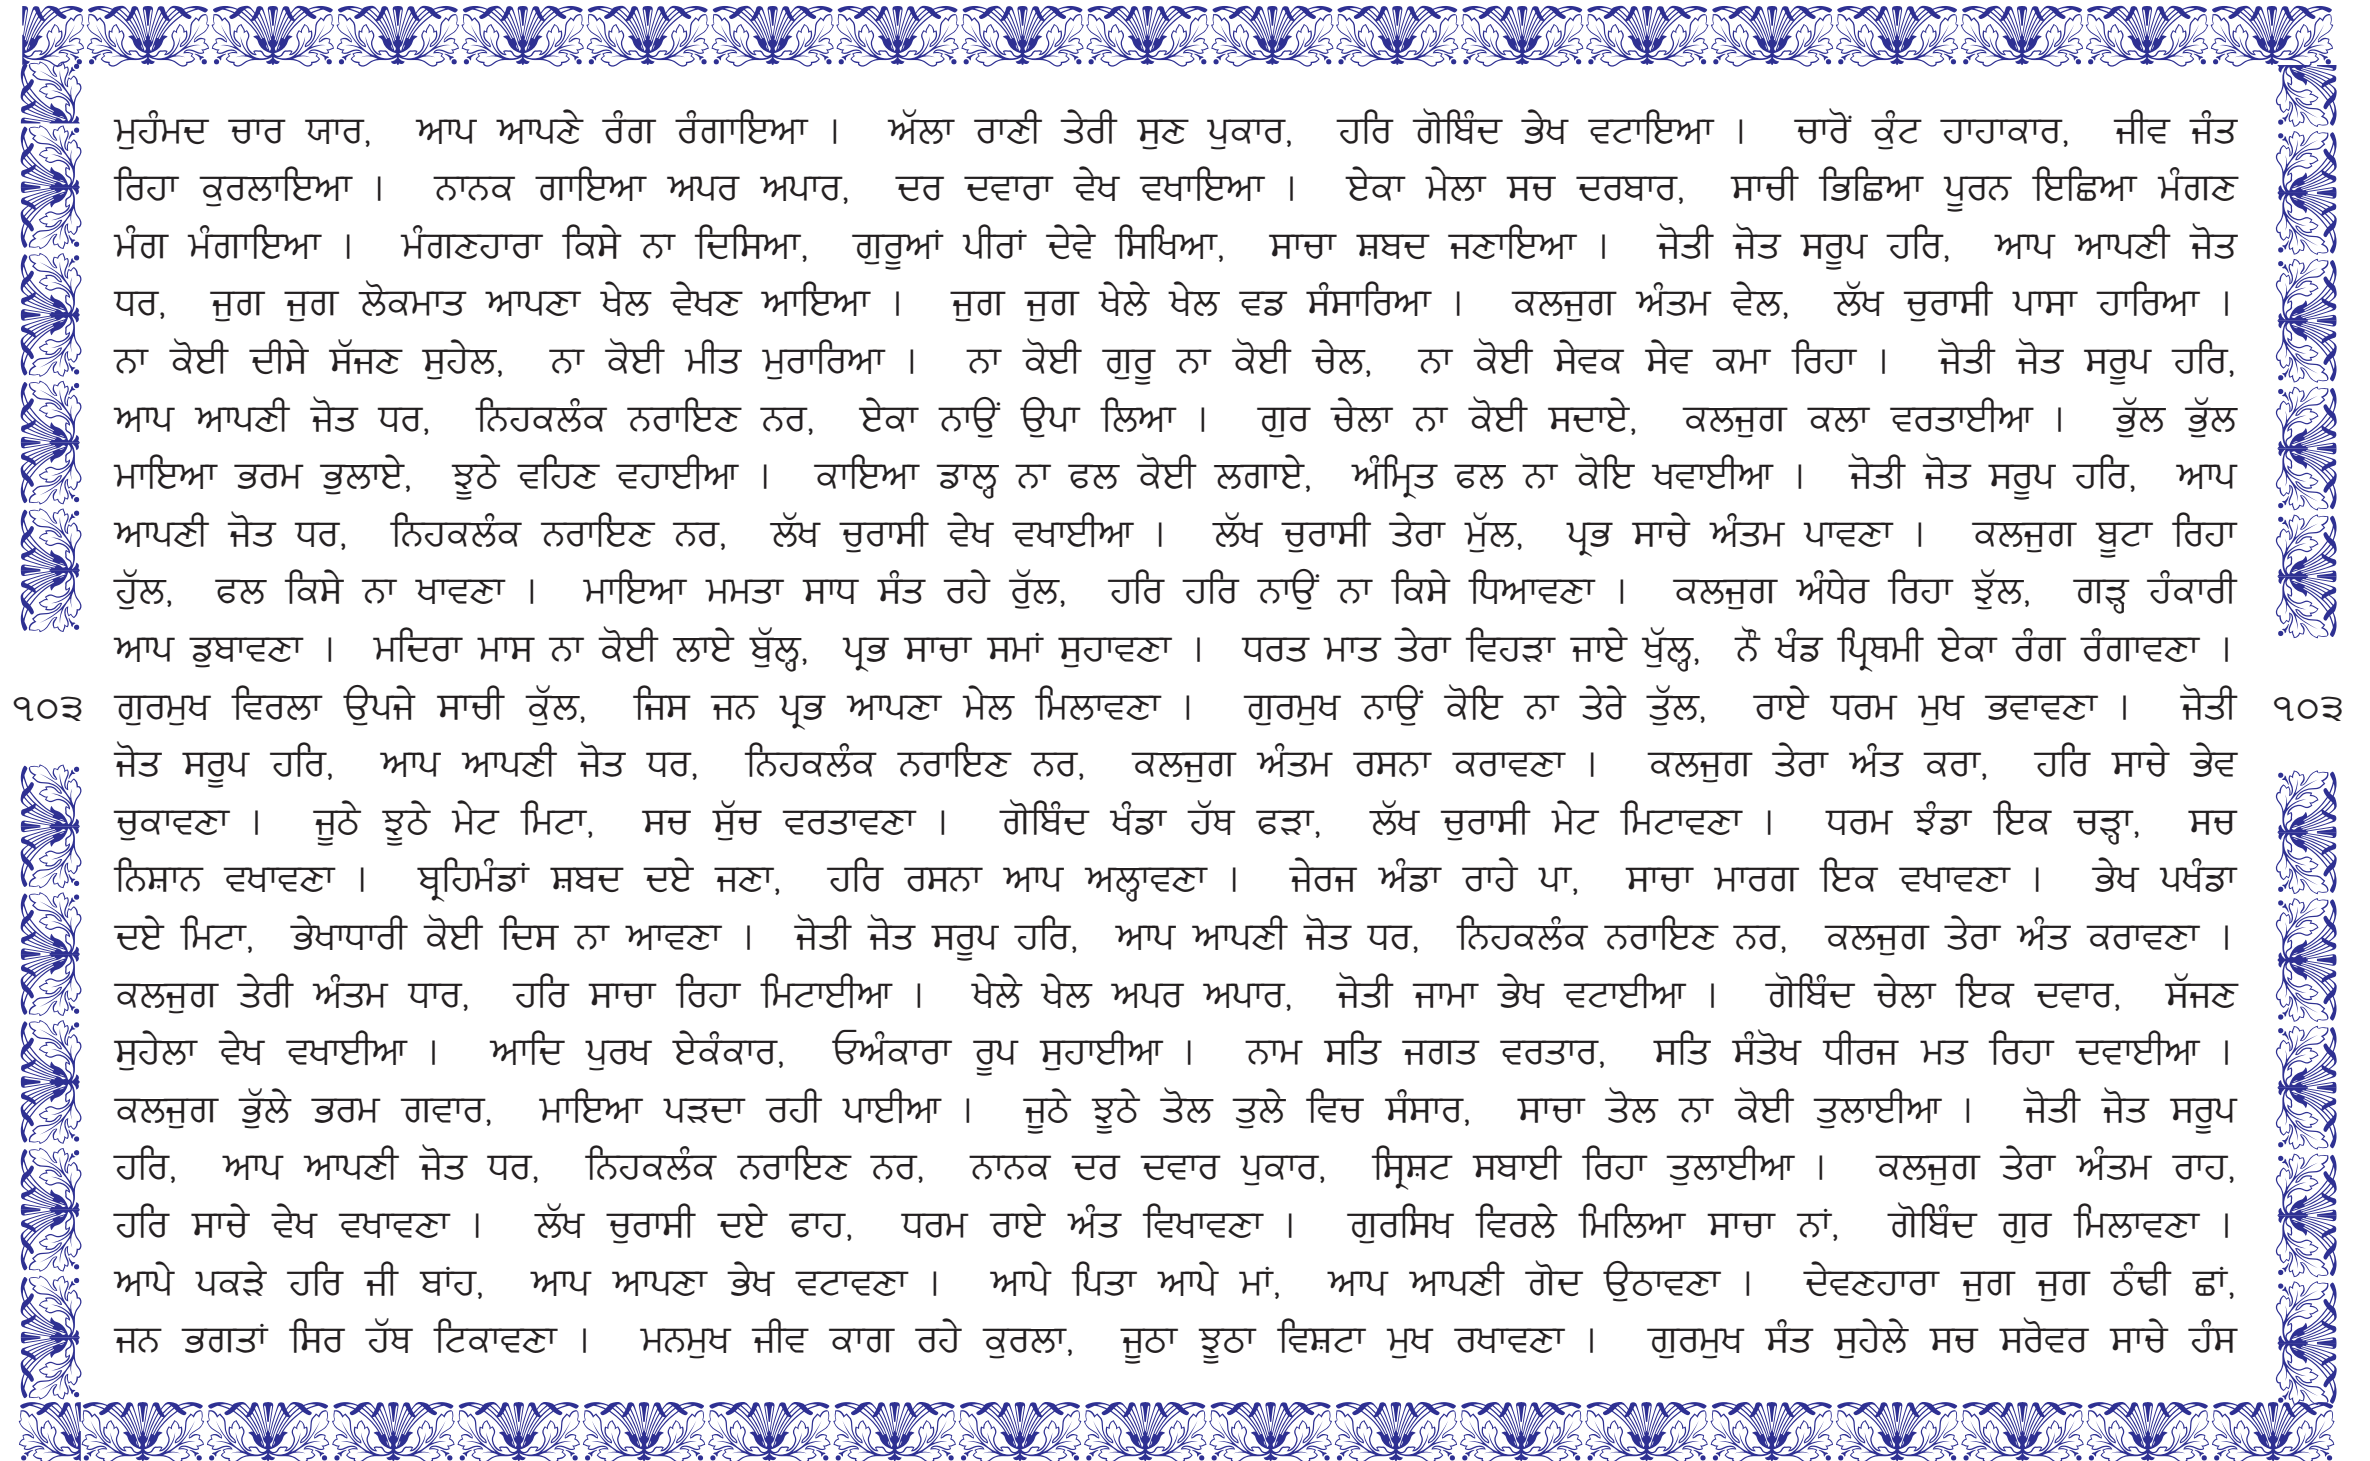 ਮੁਹੰਮਦ ਚਾਰ ਯਾਰ, ਆਪ ਆਪਣੇ ਰੰਗ ਰੰਗਾਇਆ । ਅੱਲਾ ਰਾਣੀ ਤੇਰੀ ਸੁਣ ਪੁਕਾਰ, ਹਰਿ ਗੋਬਿੰਦ ਭੇਖ ਵਟਾਇਆ । ਚਾਰੋਂ ਕੁੰਟ ਹਾਹਾਕਾਰ, ਜੀਵ ਜੰਤ
ਰਿਹਾ ਕੁਰਲਾਇਆ । ਨਾਨਕ ਗਾਇਆ ਅਪਰ ਅਪਾਰ, ਦਰ ਦਵਾਰਾ ਵੇਖ ਵਖਾਇਆ । ਏਕਾ ਮੇਲਾ ਸਚ ਦਰਬਾਰ, ਸਾਚੀ ਭਿਛਿਆ ਪੂਰਨ ਇਛਿਆ ਮੰਗਣ
ਮੰਗ ਮੰਗਾਇਆ । ਮੰਗਣਹਾਰਾ ਕਿਸੇ ਨਾ ਦਿਸਿਆ, ਗੁਰੂਆਂ ਪੀਰਾਂ ਦੇਵੇ ਸਿਖਿਆ, ਸਾਚਾ ਸ਼ਬਦ ਜਣਾਇਆ । ਜੋਤੀ ਜੋਤ ਸਰੂਪ ਹਰਿ, ਆਪ ਆਪਣੀ ਜੋਤ
ਧਰ, ਜੁਗ ਜੁਗ ਲੋਕਮਾਤ ਆਪਣਾ ਖੇਲ ਵੇਖਣ ਆਇਆ । ਜੁਗ ਜੁਗ ਖੇਲੇ ਖੇਲ ਵਡ ਸੰਸਾਰਿਆ । ਕਲਜੁਗ ਅੰਤਮ ਵੇਲ, ਲੱਖ ਚੁਰਾਸੀ ਪਾਸਾ ਹਾਰਿਆ ।
ਨਾ ਕੋਈ ਦੀਸੇ ਸੱਜਣ ਸੁਹੇਲ, ਨਾ ਕੋਈ ਮੀਤ ਮੁਰਾਰਿਆ । ਨਾ ਕੋਈ ਗੁਰੂ ਨਾ ਕੋਈ ਚੇਲ, ਨਾ ਕੋਈ ਸੇਵਕ ਸੇਵ ਕਮਾ ਰਿਹਾ । ਜੋਤੀ ਜੋਤ ਸਰੂਪ ਹਰਿ,
ਆਪ ਆਪਣੀ ਜੋਤ ਧਰ, ਨਿਹਕਲੰਕ ਨਰਾਇਣ ਨਰ, ਏਕਾ ਨਾਉਂ ਉਪਾ ਲਿਆ । ਗੁਰ ਚੇਲਾ ਨਾ ਕੋਈ ਸਦਾਏ, ਕਲਜੁਗ ਕਲਾ ਵਰਤਾਈਆ । ਭੁੱਲ ਭੁੱਲ
ਮਾਇਆ ਭਰਮ ਭੁਲਾਏ, ਝੂਠੇ ਵਹਿਣ ਵਹਾਈਆ । ਕਾਇਆ ਡਾਲ੍ਹ ਨਾ ਫਲ ਕੋਈ ਲਗਾਏ, ਅੰਮ੍ਰਿਤ ਫਲ ਨਾ ਕੋਇ ਖਵਾਈਆ । ਜੋਤੀ ਜੋਤ ਸਰੂਪ ਹਰਿ, ਆਪ
ਆਪਣੀ ਜੋਤ ਧਰ, ਨਿਹਕਲੰਕ ਨਰਾਇਣ ਨਰ, ਲੱਖ ਚੁਰਾਸੀ ਵੇਖ ਵਖਾਈਆ । ਲੱਖ ਚੁਰਾਸੀ ਤੇਰਾ ਮੁੱਲ, ਪ੍ਰਭ ਸਾਚੇ ਅੰਤਮ ਪਾਵਣਾ । ਕਲਜੁਗ ਬੂਟਾ ਰਿਹਾ
ਹੁੱਲ, ਫਲ ਕਿਸੇ ਨਾ ਖਾਵਣਾ । ਮਾਇਆ ਮਮਤਾ ਸਾਧ ਸੰਤ ਰਹੇ ਰੁੱਲ, ਹਰਿ ਹਰਿ ਨਾਉਂ ਨਾ ਕਿਸੇ ਧਿਆਵਣਾ । ਕਲਜੁਗ ਅੰਧੇਰ ਰਿਹਾ ਝੁੱਲ, ਗੜ੍ਹ ਹੰਕਾਰੀ
ਆਪ ਡੁਬਾਵਣਾ । ਮਦਿਰਾ ਮਾਸ ਨਾ ਕੋਈ ਲਾਏ ਬੁੱਲ੍ਹ, ਪ੍ਰਭ ਸਾਚਾ ਸਮਾਂ ਸੁਹਾਵਣਾ । ਧਰਤ ਮਾਤ ਤੇਰਾ ਵਿਹੜਾ ਜਾਏ ਖੁੱਲ੍ਹ, ਨੌ ਖੰਡ ਪ੍ਰਿਥਮੀ ਏਕਾ ਰੰਗ ਰੰਗਾਵਣਾ ।
੧੦੩ ਗੁਰਮੁਖ ਵਿਰਲਾ ਉਪਜੇ ਸਾਚੀ ਕੁੱਲ, ਜਿਸ ਜਨ ਪ੍ਰਭ ਆਪਣਾ ਮੇਲ ਮਿਲਾਵਣਾ । ਗੁਰਮੁਖ ਨਾਉਂ ਕੋਇ ਨਾ ਤੇਰੇ ਤੁੱਲ, ਰਾਏ ਧਰਮ ਮੁਖ ਭਵਾਵਣਾ । ਜੋਤੀ ੧੦੩
ਜੋਤ ਸਰੂਪ ਹਰਿ, ਆਪ ਆਪਣੀ ਜੋਤ ਧਰ, ਨਿਹਕਲੰਕ ਨਰਾਇਣ ਨਰ, ਕਲਜੁਗ ਅੰਤਮ ਰਸਨਾ ਕਰਾਵਣਾ । ਕਲਜੁਗ ਤੇਰਾ ਅੰਤ ਕਰਾ, ਹਰਿ ਸਾਚੇ ਭੇਵ
ਚੁਕਾਵਣਾ । ਜੂਠੇ ਝੂਠੇ ਮੇਟ ਮਿਟਾ, ਸਚ ਸੁੱਚ ਵਰਤਾਵਣਾ । ਗੋਬਿੰਦ ਖੰਡਾ ਹੱਥ ਫੜਾ, ਲੱਖ ਚੁਰਾਸੀ ਮੇਟ ਮਿਟਾਵਣਾ । ਧਰਮ ਝੰਡਾ ਇਕ ਚੜ੍ਹਾ, ਸਚ
ਨਿਸ਼ਾਨ ਵਖਾਵਣਾ । ਬ੍ਰਹਿਮੰਡਾਂ ਸ਼ਬਦ ਦਏ ਜਣਾ, ਹਰਿ ਰਸਨਾ ਆਪ ਅਲ੍ਹਾਵਣਾ । ਜੇਰਜ ਅੰਡਾ ਰਾਹੇ ਪਾ, ਸਾਚਾ ਮਾਰਗ ਇਕ ਵਖਾਵਣਾ । ਭੇਖ ਪਖੰਡਾ
ਦਏ ਮਿਟਾ, ਭੇਖਾਧਾਰੀ ਕੋਈ ਦਿਸ ਨਾ ਆਵਣਾ । ਜੋਤੀ ਜੋਤ ਸਰੂਪ ਹਰਿ, ਆਪ ਆਪਣੀ ਜੋਤ ਧਰ, ਨਿਹਕਲੰਕ ਨਰਾਇਣ ਨਰ, ਕਲਜੁਗ ਤੇਰਾ ਅੰਤ ਕਰਾਵਣਾ ।
ਕਲਜੁਗ ਤੇਰੀ ਅੰਤਮ ਧਾਰ, ਹਰਿ ਸਾਚਾ ਰਿਹਾ ਮਿਟਾਈਆ । ਖੇਲੇ ਖੇਲ ਅਪਰ ਅਪਾਰ, ਜੋਤੀ ਜਾਮਾ ਭੇਖ ਵਟਾਈਆ । ਗੋਬਿੰਦ ਚੇਲਾ ਇਕ ਦਵਾਰ, ਸੱਜਣ
ਸੁਹੇਲਾ ਵੇਖ ਵਖਾਈਆ । ਆਦਿ ਪੁਰਖ ਏਕੰਕਾਰ, ਓਅੰਕਾਰਾ ਰੂਪ ਸੁਹਾਈਆ । ਨਾਮ ਸਤਿ ਜਗਤ ਵਰਤਾਰ, ਸਤਿ ਸੰਤੋਖ ਧੀਰਜ ਮਤ ਰਿਹਾ ਦਵਾਈਆ ।
ਕਲਜੁਗ ਭੁੱਲੇ ਭਰਮ ਗਵਾਰ, ਮਾਇਆ ਪੜਦਾ ਰਹੀ ਪਾਈਆ । ਜੂਠੇ ਝੂਠੇ ਤੋਲ ਤੁਲੇ ਵਿਚ ਸੰਸਾਰ, ਸਾਚਾ ਤੋਲ ਨਾ ਕੋਈ ਤੁਲਾਈਆ । ਜੋਤੀ ਜੋਤ ਸਰੂਪ
ਹਰਿ, ਆਪ ਆਪਣੀ ਜੋਤ ਧਰ, ਨਿਹਕਲੰਕ ਨਰਾਇਣ ਨਰ, ਨਾਨਕ ਦਰ ਦਵਾਰ ਪੁਕਾਰ, ਸ੍ਰਿਸ਼ਟ ਸਬਾਈ ਰਿਹਾ ਤੁਲਾਈਆ । ਕਲਜੁਗ ਤੇਰਾ ਅੰਤਮ ਰਾਹ,
ਹਰਿ ਸਾਚੇ ਵੇਖ ਵਖਾਵਣਾ । ਲੱਖ ਚੁਰਾਸੀ ਦਏ ਫਾਹ, ਧਰਮ ਰਾਏ ਅੰਤ ਵਿਖਾਵਣਾ । ਗੁਰਸਿਖ ਵਿਰਲੇ ਮਿਲਿਆ ਸਾਚਾ ਨਾਂ, ਗੋਬਿੰਦ ਗੁਰ ਮਿਲਾਵਣਾ ।
ਆਪੇ ਪਕੜੇ ਹਰਿ ਜੀ ਬਾਂਹ, ਆਪ ਆਪਣਾ ਭੇਖ ਵਟਾਵਣਾ । ਆਪੇ ਪਿਤਾ ਆਪੇ ਮਾਂ, ਆਪ ਆਪਣੀ ਗੋਦ ਉਠਾਵਣਾ । ਦੇਵਣਹਾਰਾ ਜੁਗ ਜੁਗ ਠੰਢੀ ਛਾਂ,
ਜਨ ਭਗਤਾਂ ਸਿਰ ਹੱਥ ਟਿਕਾਵਣਾ । ਮਨਮੁਖ ਜੀਵ ਕਾਗ ਰਹੇ ਕੁਰਲਾ, ਜੂਠਾ ਝੂਠਾ ਵਿਸ਼ਟਾ ਮੁਖ ਰਖਾਵਣਾ । ਗੁਰਮੁਖ ਸੰਤ ਸੁਹੇਲੇ ਸਚ ਸਰੋਵਰ ਸਾਚੇ ਹੰਸ